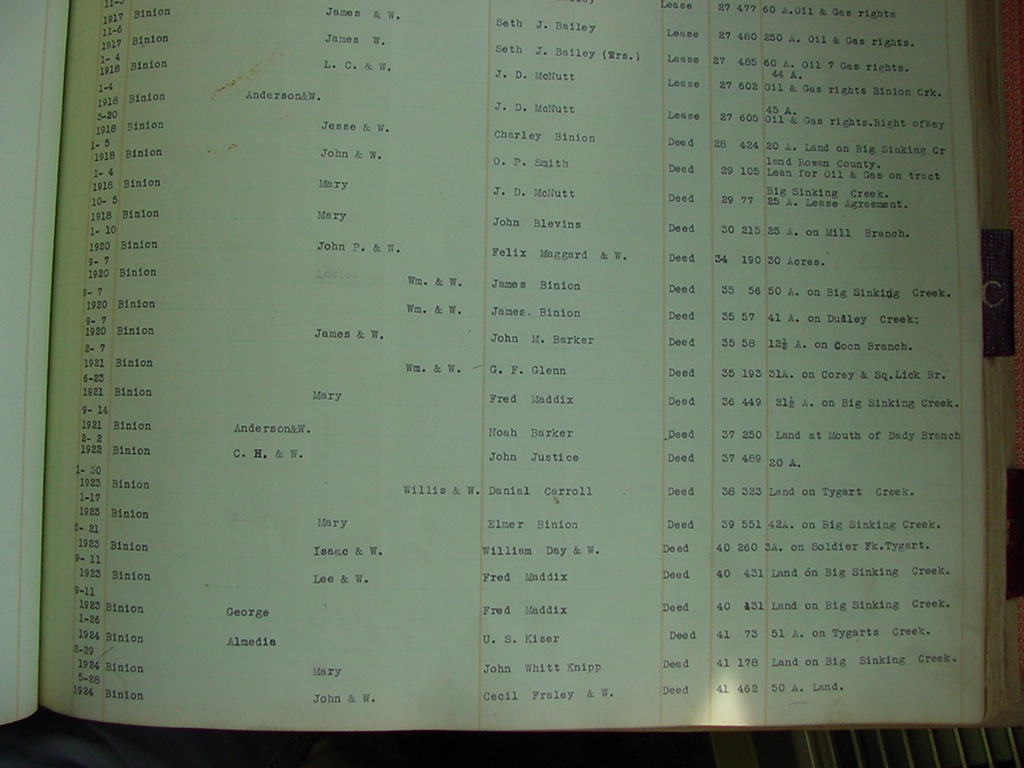 11-5
1917 Binion James & W. Bailey Lease 27 477 60 A.Oil & Gas rights
11-6
1917 Binion James W. Seth J. Bailey Lease 27 480 250 A. Oil & Gas rights.
1- 4
1918 Binion L. C. & W. Seth J. Bailey (Wrs.) Lease 27 485 60 A. Oil 7 Gas rights.
44 A.
1-4
1918 Binion Anderson&W. J. D. McNutt Lease 27 602 Oil & Gas rights Binion Crk.
45 A.
3-20
1918 Binion Jesse & W. J. D. McNutt Lease 27 605 Oil & Gas rights.Right ofWay
1- 5
1918 Binion John & W. Charley Binion Deed 28 424 20 A. Land on Big Sinking Cr
land Rowan County.
1- 4
1918 Binion Mary O. P. Smith Deed 29 105 Lean for Oil & Gas on tract
Big Sinking Creek.
10- 5
1918 Binion Mary J. D. McNutt Deed 29 77 25 A. Lease Agreement.
1- 10
1920 Binion John P. & W. John Blevins Deed 30 215 25 A. on Mill Branch.
9- 7
1920 Binion Wm. & W. Felix Maggard & W. Deed 34 190 30 Acres.
9- 7
1920 Binion Wm. & W. James Binion Deed 35 56 50 A. on Big Sinking Creek.
9- 7
1920 Binion James & W. James. Binion Deed 35 57 41 A. on Dudley Creek;
2- 7
1921 Binion Wm. & W. John M. Barker Deed 35 58 12½ A. on Coon Branch.
6-23
1921 Binion Mary G. F. Glenn Deed 35 193 31A. on Corey & Sq.Lick Br.
9- 14
1921 Binion Anderson&W. Fred Maddix Deed 36 449 21½ A. on Big Sinking Creek.
2- 2
1922 Binion C. H. & W. Noah Barker Deed 37 250 Land at Mouth of Dady Branch
John Justice Deed 37 489 20 A.
1- 30
1923 Binion Willis & W. Danial Carroll Deed 38 323 Land on Tygart Creek.
1-17
1923 Binion Mary Elmer Binion Deed 39 551 42A. on Big Sinking Creek.
5- 21
1923 Binion Isaac & W. William Day & W. Deed 40 260 3A. on Soldier Fk.Tygart.
9- 11
1923 Binion Lee & W. Fred Maddix Deed 40 431 Land on Big Sinking Creek.
9-11
1923 Binion George Fred Maddix Deed 40 431 Land on Big Sinking Creek.
1-26
1924 Binion Almedia U. S. Kiser Deed 41 73 51 A. on Tygarts Creek.
2-29
1924 Binion Mary John Whitt Knipp Deed 41 178 Land on Big Sinking Creek.
5-28
1924 Binion John & W. Cecil Fraley & W. Deed 41 462 50 A. Land.
C